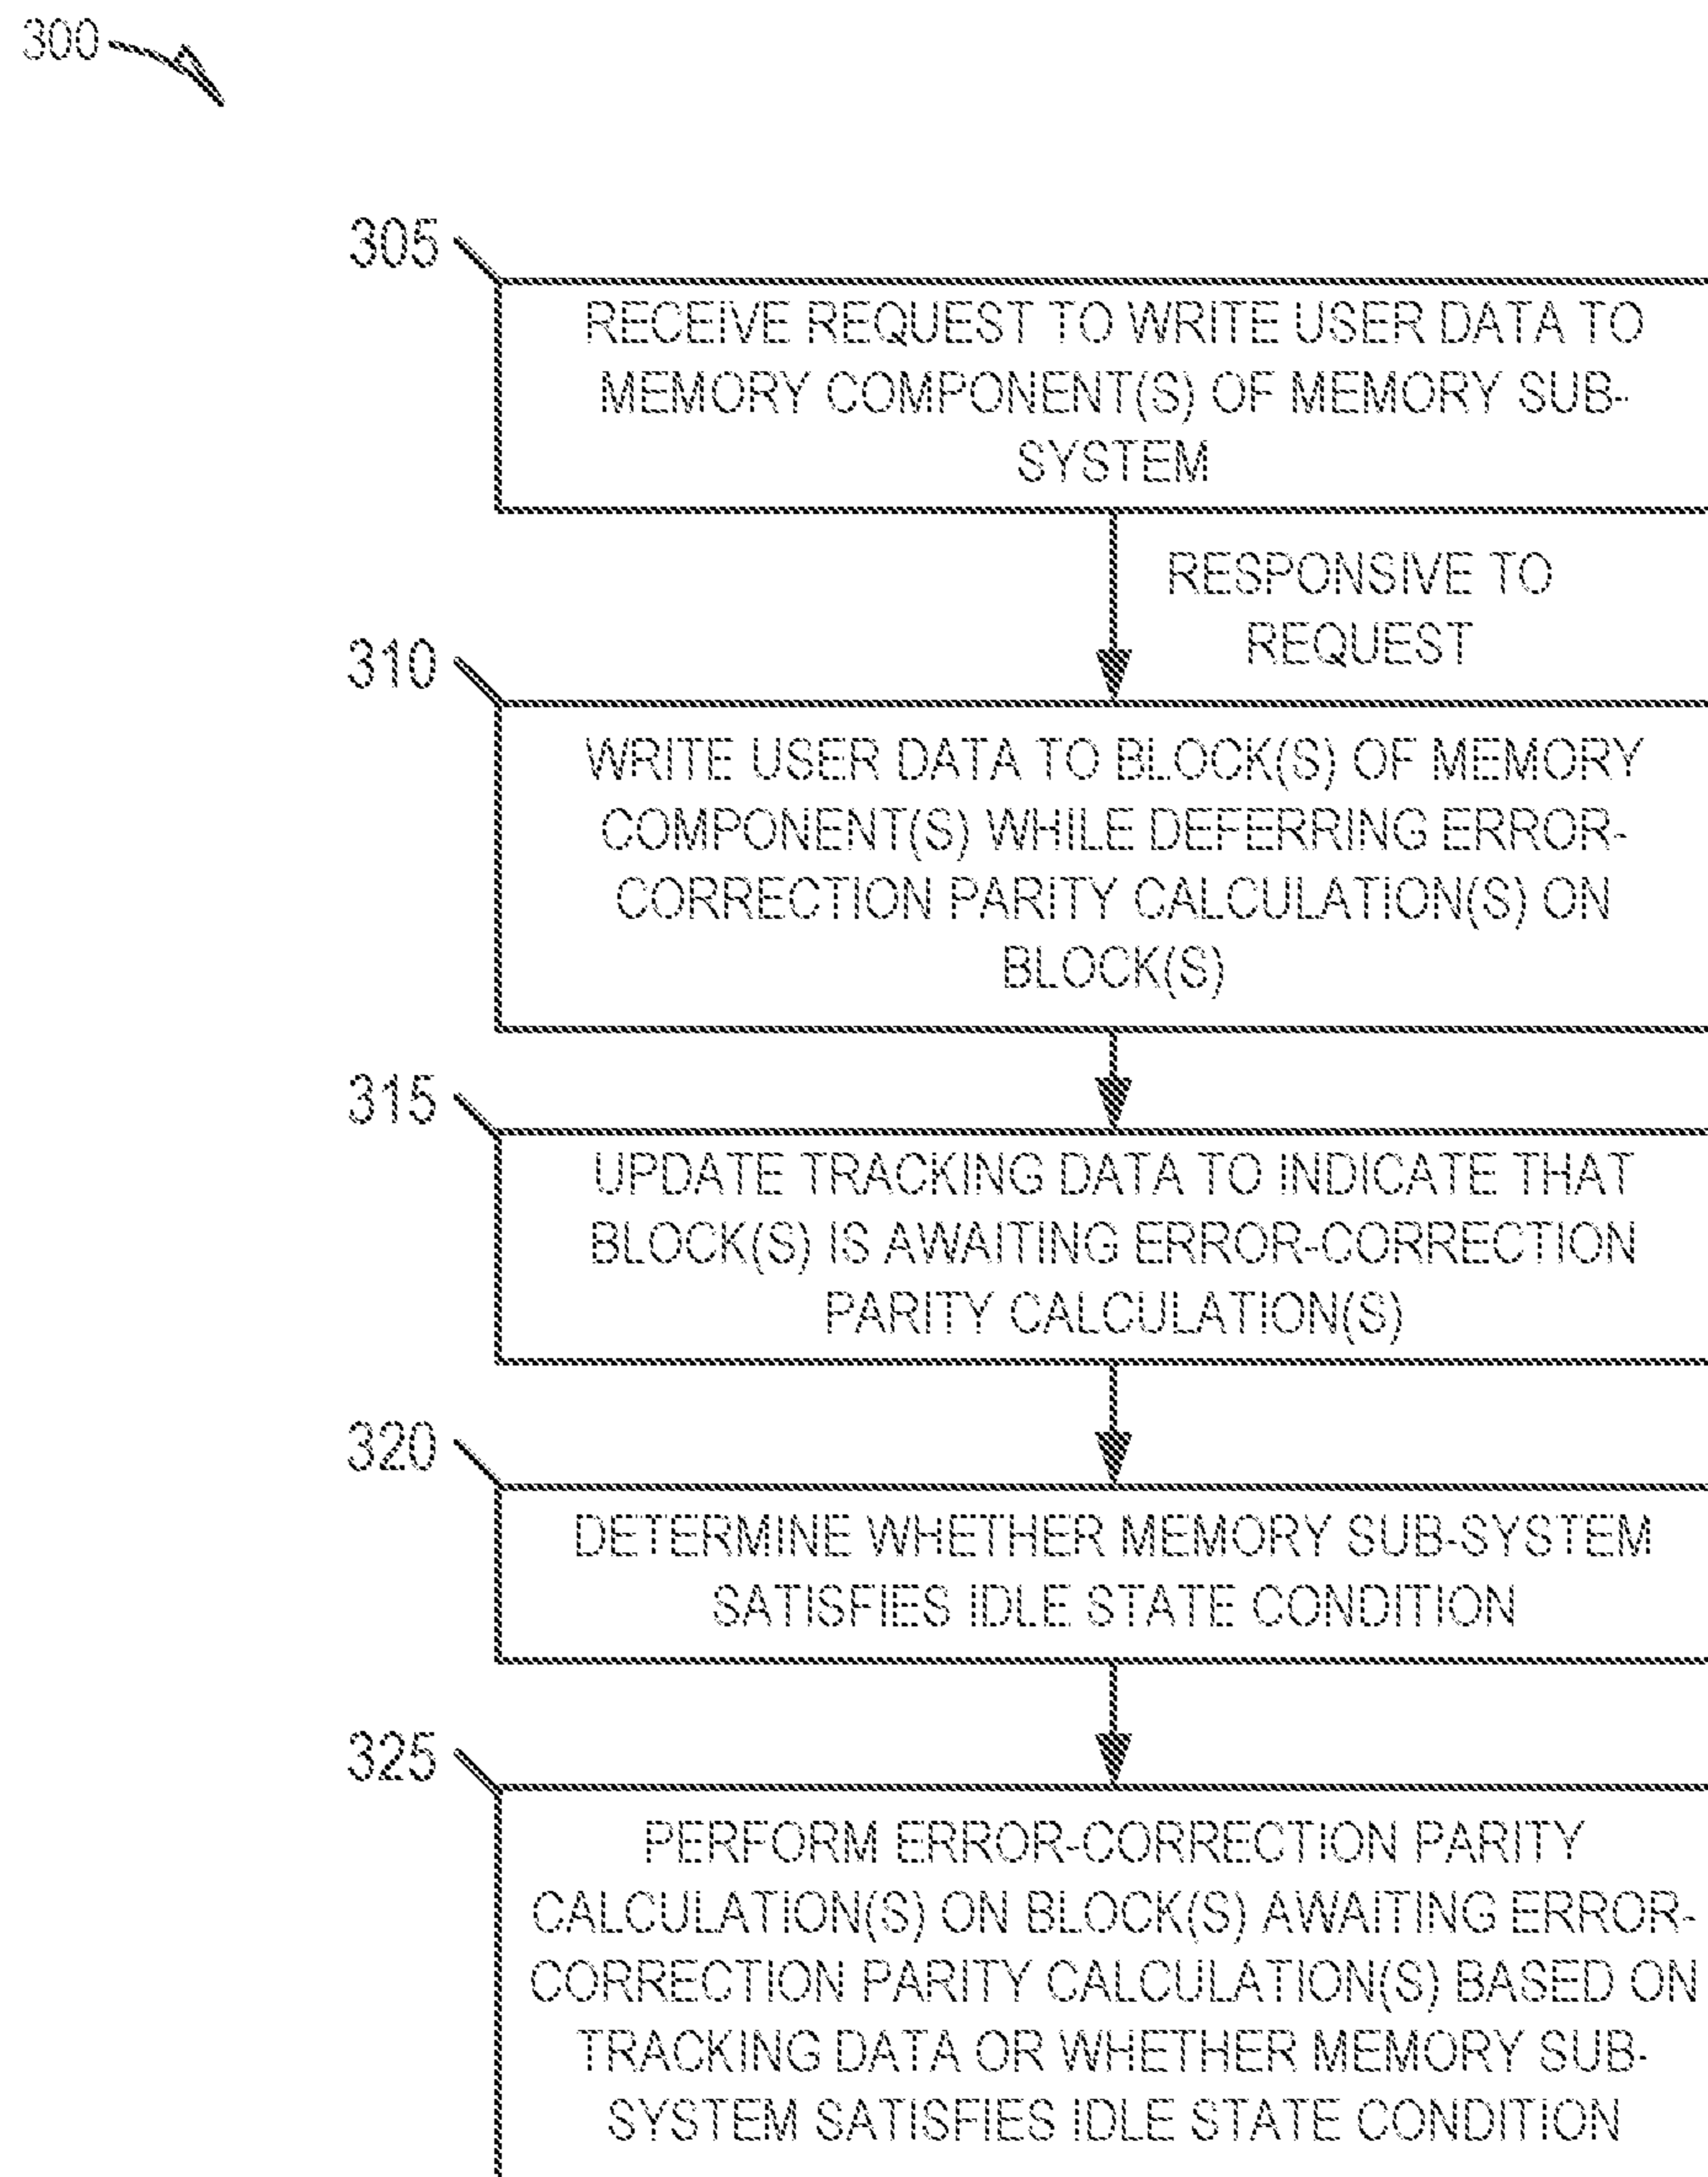 300
305
RECEIVE REQUEST TO WRITE USER DATA TO
MEMORY COMPONENT(S) OF MEMORY SUB-
SYSTEM
RESPONSIVE TO
REQUEST
310
WRITE USER DATA TO BLOCK(S) OF MEMORY
COMPONENT(S) WHILE DEFERRING ERROR-
CORRECTION PARITY CALCULATION(S) ON
BLOCK(S)
315
UPDATE TRACKING DATA TO INDICATE THAT
BLOCK(S) IS AWAITING ERROR-CORRECTION
PARITY CALCULATION(S)
320
DETERMINE WHETHER MEMORY SUB-SYSTEM
SATISFIES IDLE STATE CONDITION
325
PERFORM ERROR-CORRECTION PARITY
CALCULATION(S) ON BLOCK(S) AWAITING ERROR-
CORRECTION PARITY CALCULATION(S) BASED ON
TRACKING DATA OR WHETHER MEMORY SUB-
SYSTEM SATISFIES IDLE STATE CONDITION